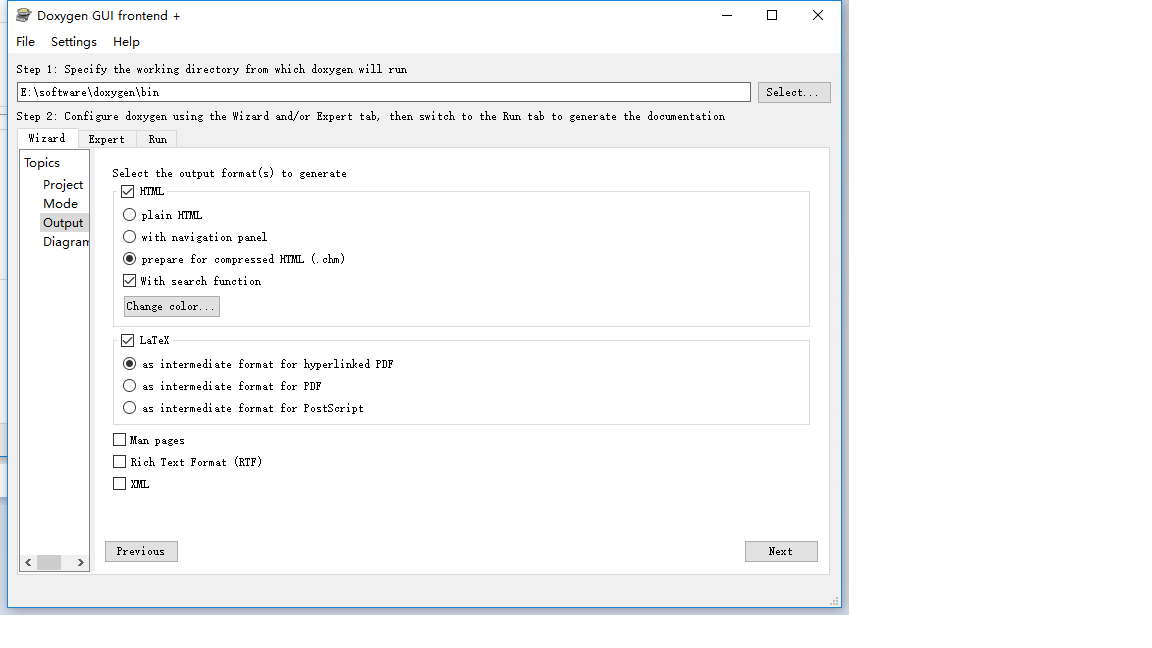 Doxygen GUI frontend +
File Settings Help
Step 1: Specify the working directory from which doxygen will run
E:\software\doxygen\bin
Select...
Step 2: Configure doxygen using the Wizard and/or Expert tab, then switch to the Run tab to generate the documentation
Wizard Expert Run
Topics
Project
Mode
Output
Diagram
Select the output format(s) to generate
HTML
plain HTML
with navigation panel
prepare for compressed HTML (.chm)
With search function
Change color...
LaTeX
as intermediate format for hyperlinked PDF
as intermediate format for PDF
as intermediate format for PostScript
Man pages
Rich Text Format (RTF)
XML
Previous
Next